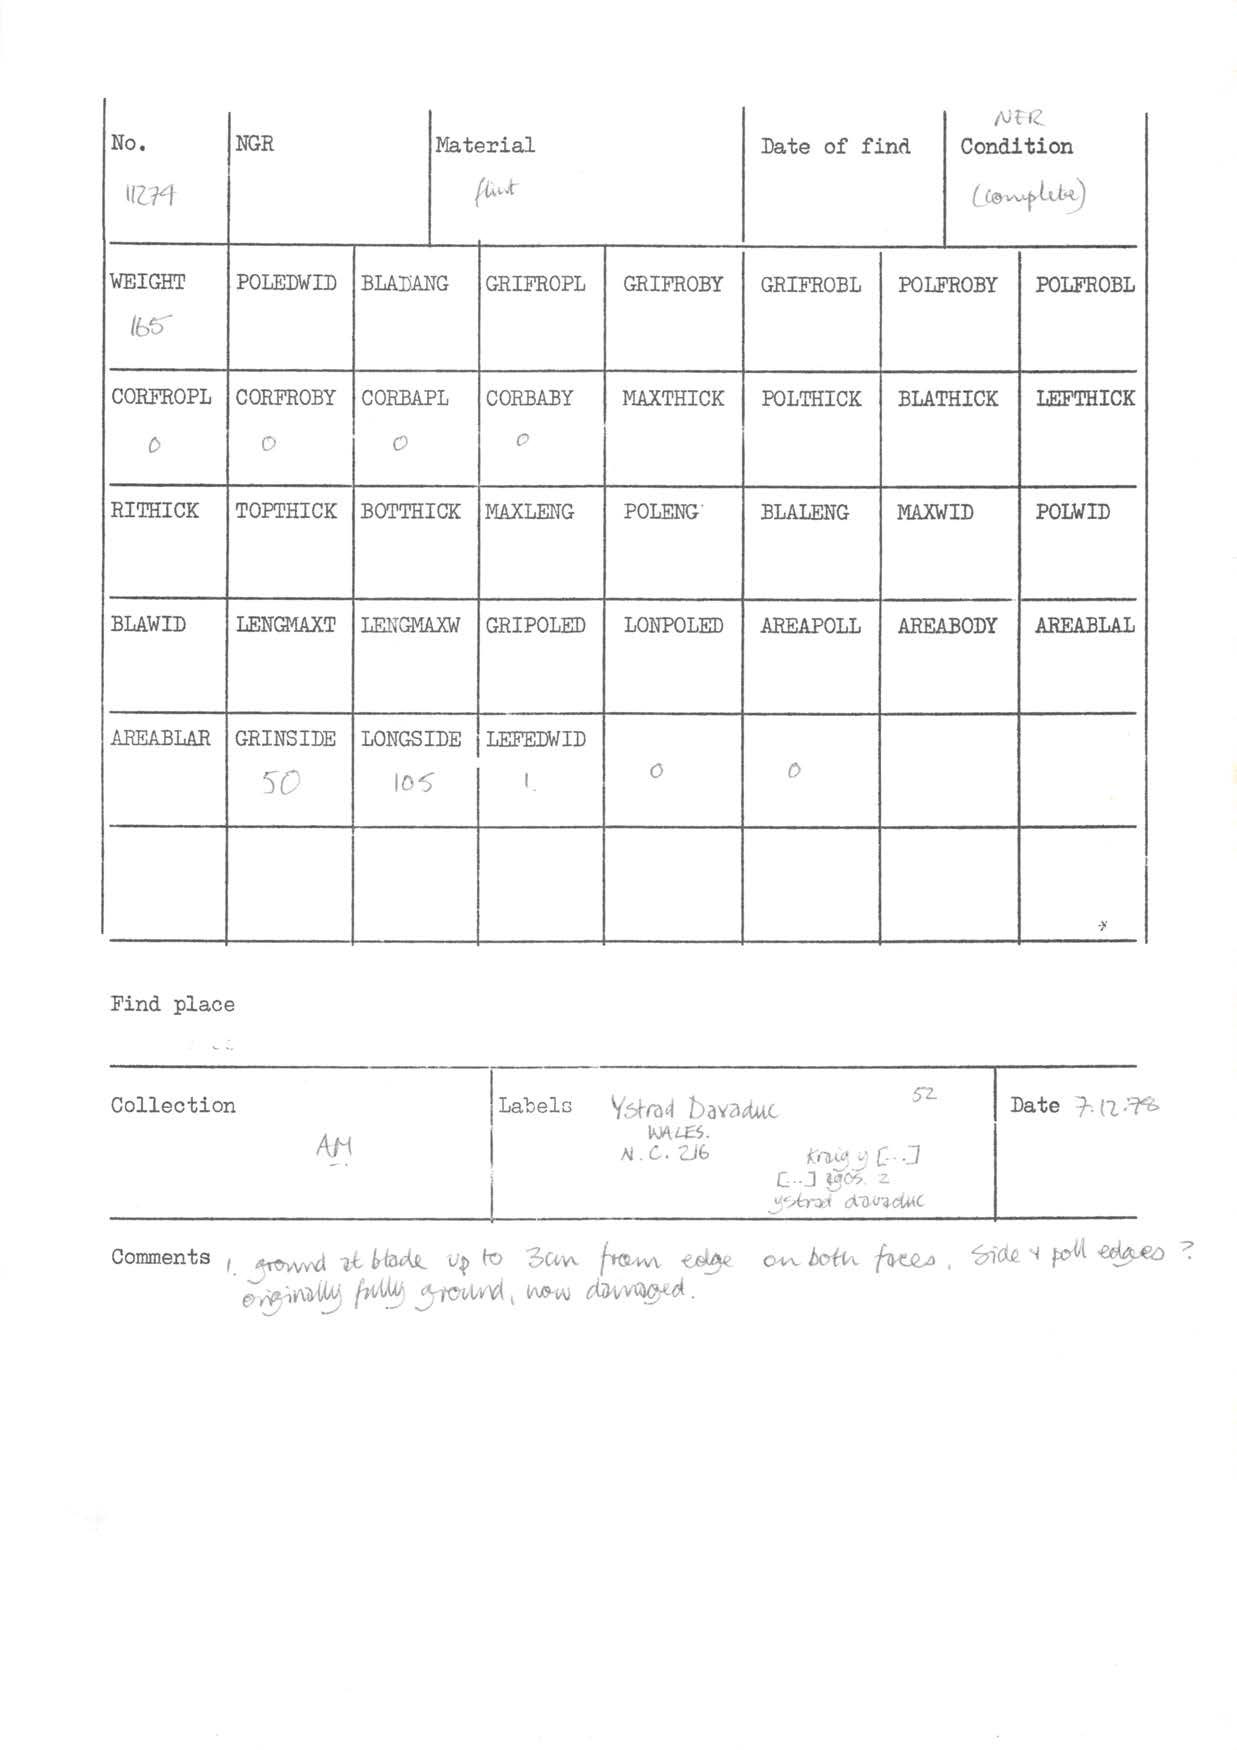 NFR
No. NGR Material Date of find Condition
11274 flint (complete)
WEIGHT POLEDWID BLADANG GRIFROPL GRIFROBY GRIFROBL POLFROBY POLFROBL
165
CORFROPL CORFROBY CORBAPL CORBABY MAXTHICK POLTHICK BLATHICK LEFTHICK
0 0 0 0
RITHICK TOPTHICK BOTTHICK MAXLENG POLENG BLALENG MAXWID POLWID
BLAWID LENGMAXT LENGMAXW GRIPOLED LONPOLED AREAPOLL AREABODY AREABLAL
AREABLAR GRINSIDE LONGSIDE LEFEDWID
50 105 1. 0 0
*
Find place
Collection Labels Ystrad Davaduc 52 Date 7.12.78
WALES.
AM N.C. 216 Kraig y [...]
[...] 2
ystrad davaduc
Comments 1. ground at blade up to 3cm from edge on both faces. Side & poll edges ?
originally fully ground, now damaged.